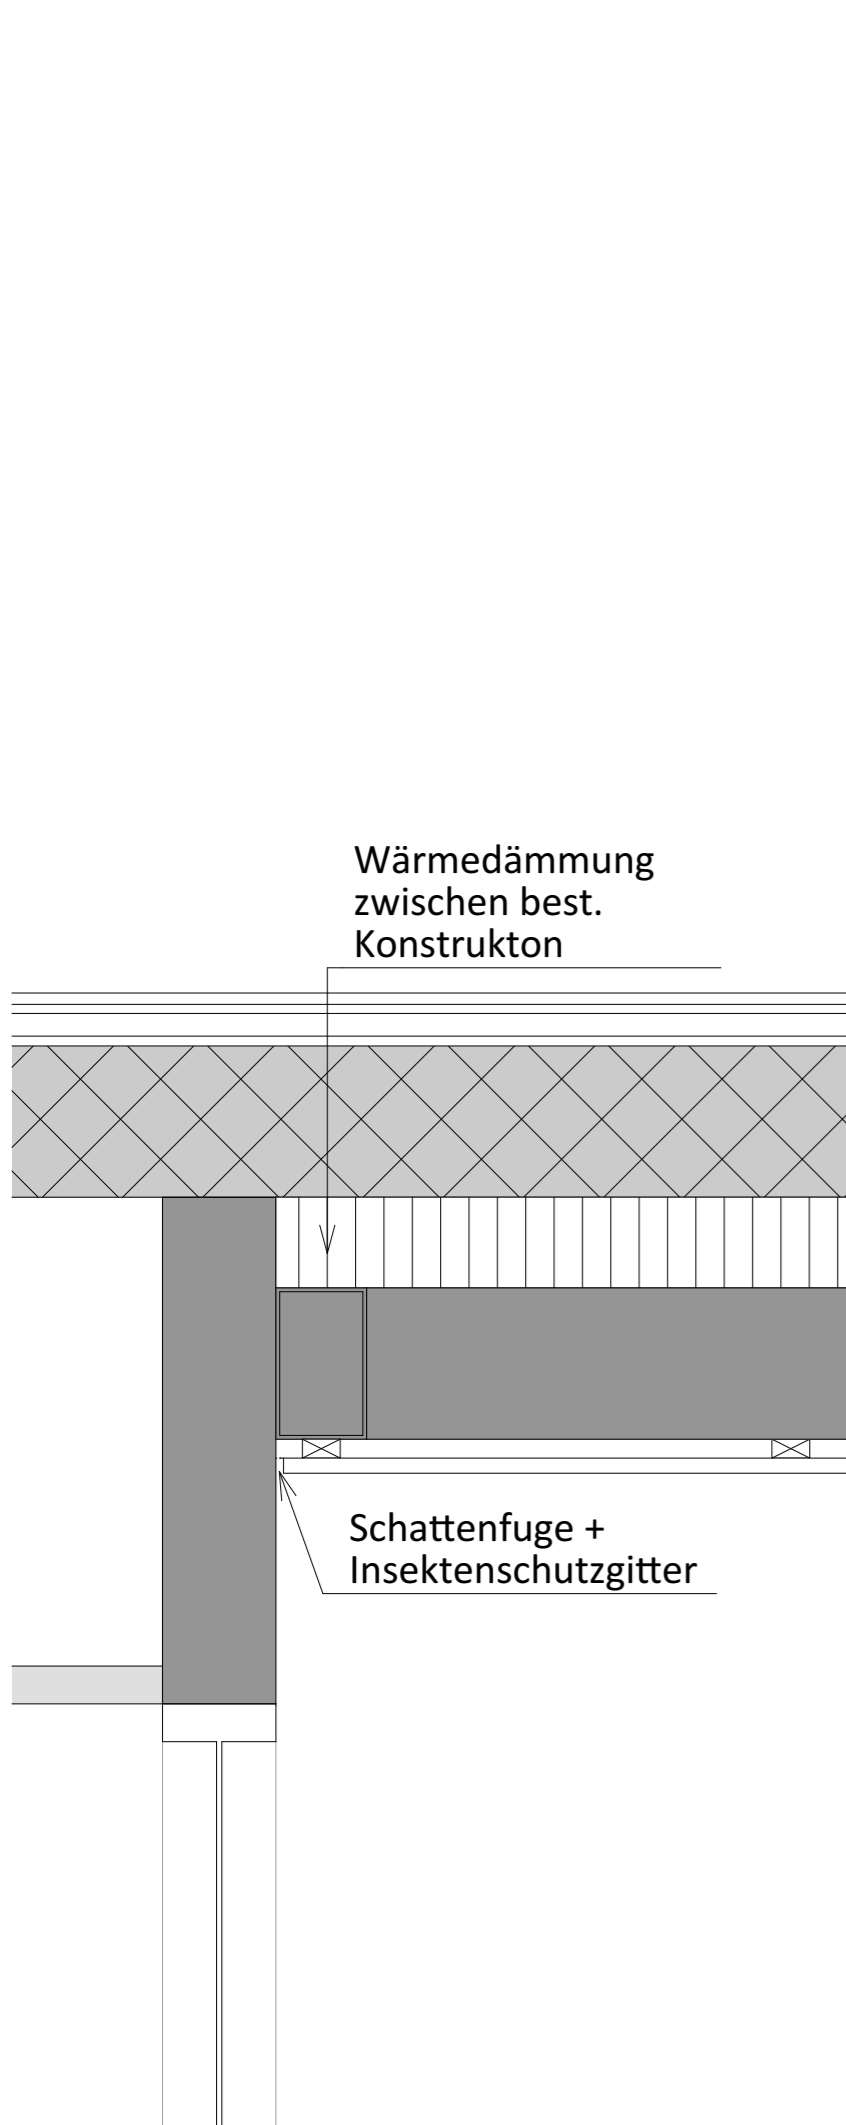 Wärmedämmung
zwischen best.
Konstrukton
Schattenfuge +
Insektenschutzgitter